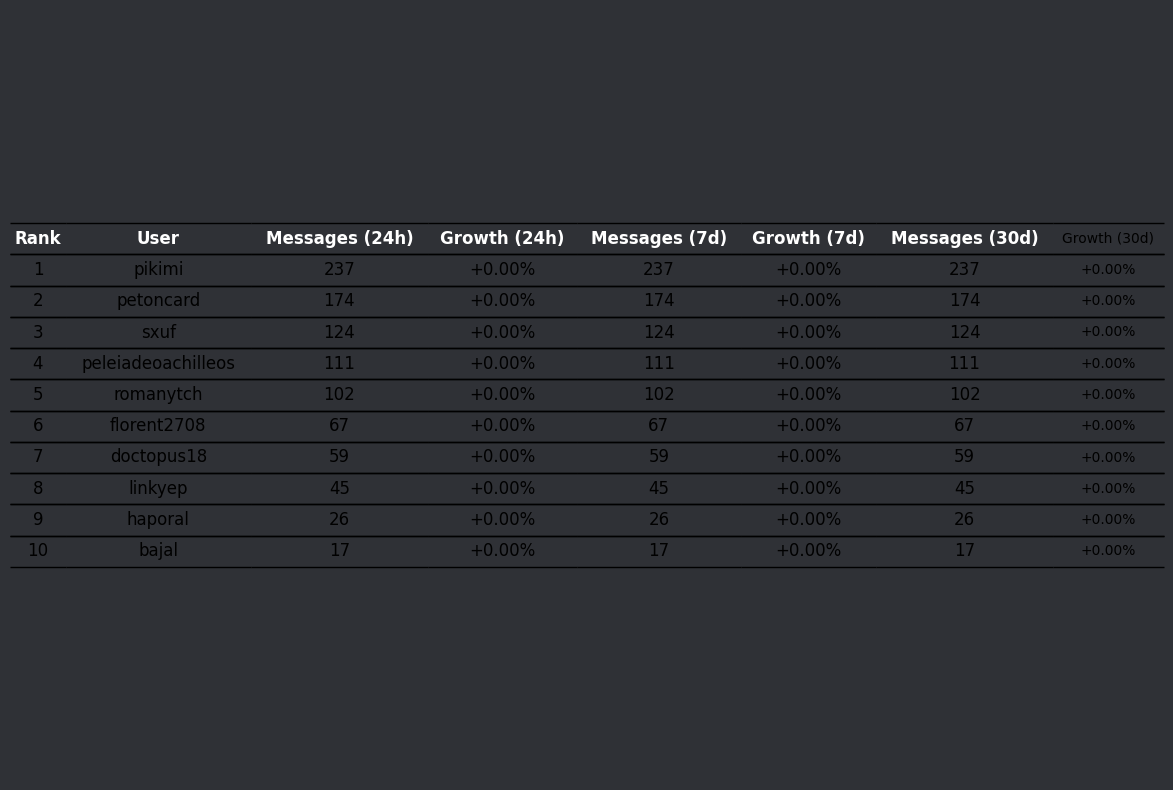 Rank User Messages (24h) Growth (24h) Messages (7d) Growth (7d) Messages (30d) Growth (30d)
1 pikimi 237 +0.00% 237 +0.00% 237 +0.00%
2 petoncard 174 +0.00% 174 +0.00% 174 +0.00%
3 sxuf 124 +0.00% 124 +0.00% 124 +0.00%
4 peleiadeoachilleos 111 +0.00% 111 +0.00% 111 +0.00%
5 romanytch 102 +0.00% 102 +0.00% 102 +0.00%
6 florent2708 67 +0.00% 67 +0.00% 67 +0.00%
7 doctopus18 59 +0.00% 59 +0.00% 59 +0.00%
8 linkyep 45 +0.00% 45 +0.00% 45 +0.00%
9 haporal 26 +0.00% 26 +0.00% 26 +0.00%
10 bajal 17 +0.00% 17 +0.00% 17 +0.00%